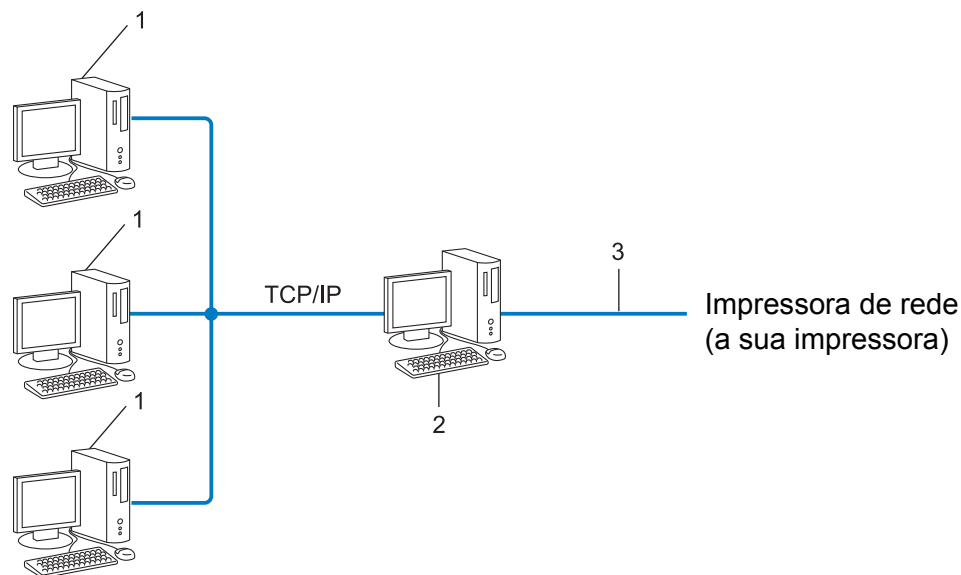 1
1
3
TCP/IP
Impressora de rede
(a sua impressora)
1
2